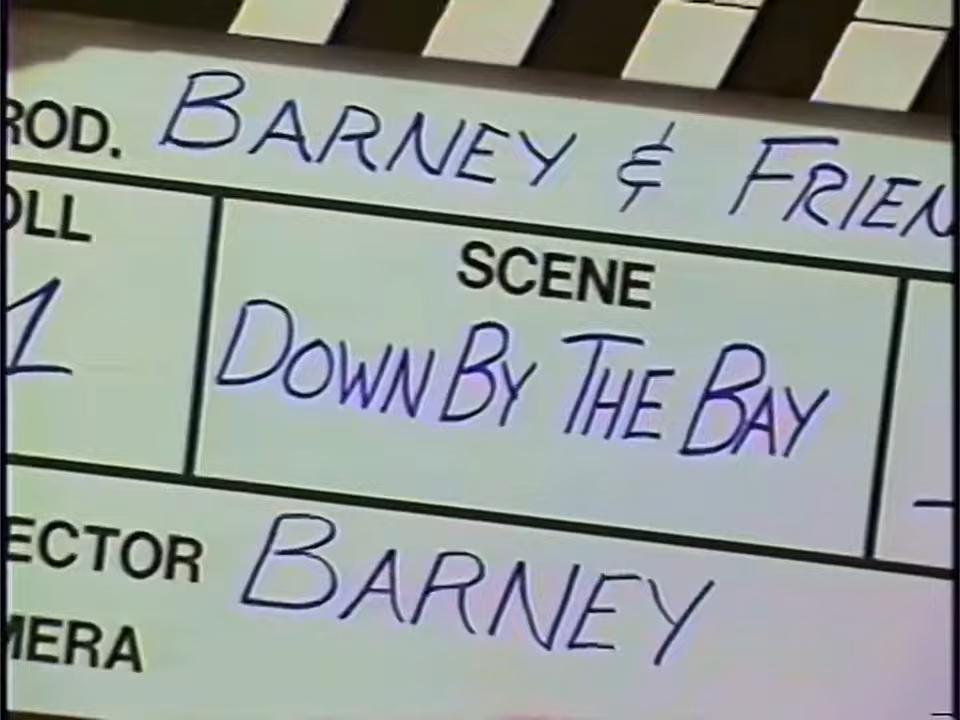 ROD. BARNEY & FRIEN
OLL
SCENE
1
DOWN BY THE BAY
ECTOR BARNEY
MERA